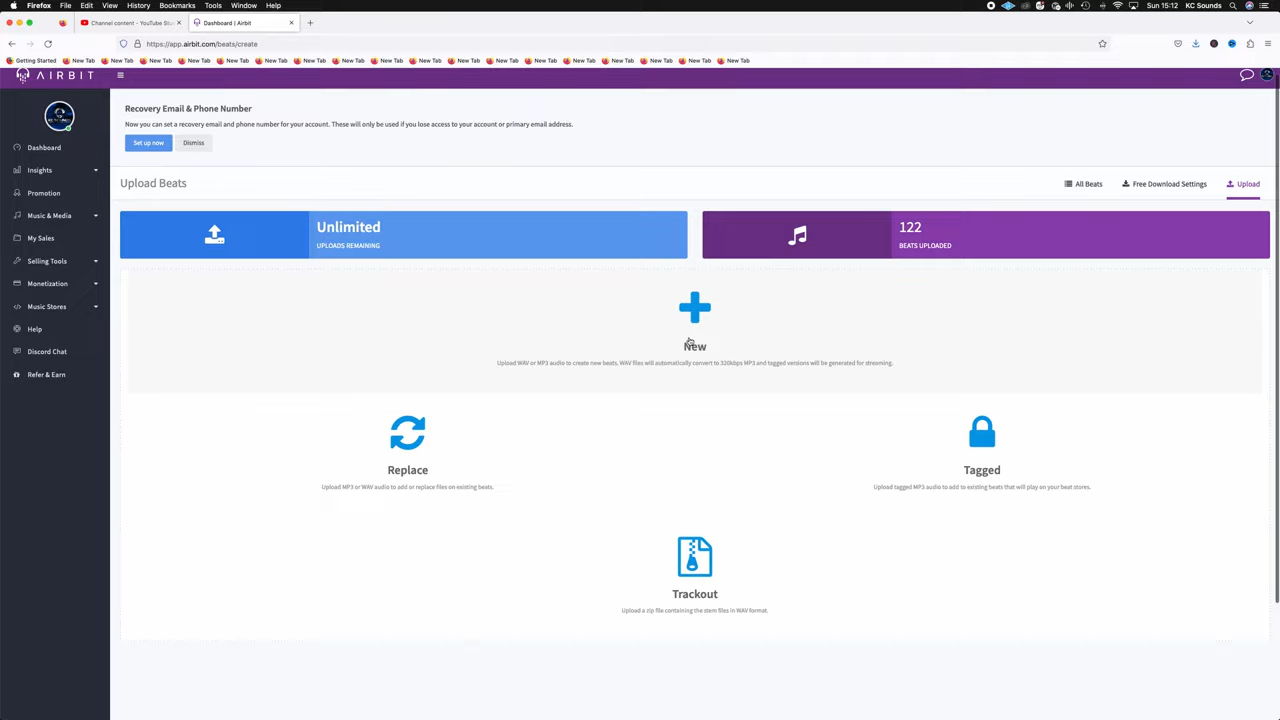 Firefox File Edit View History Bookmarks Tools Window Help
Sun 15:12 KC Sounds
Channel content - YouTube Stu
Dashboard | Airbit
https://app.airbit.com/beats/create
Getting Started New Tab New Tab New Tab New Tab New Tab New Tab New Tab New Tab New Tab New Tab New Tab New Tab New Tab New Tab New Tab New Tab New Tab New Tab
AIRBIT
Recovery Email & Phone Number
Now you can set a recovery email and phone number for your account. These will only be used if you lose access to your account or primary email address.
Set up now Dismiss
Dashboard
Insights
Promotion
Music & Media
My Sales
Selling Tools
Monetization
Music Stores
Help
Discord Chat
Refer & Earn
Upload Beats
All Beats Free Download Settings Upload
Unlimited
UPLOADS REMAINING
122
BEATS UPLOADED
New
Upload WAV or MP3 audio to create new beats. WAV files will automatically convert to 320kbps MP3 and tagged versions will be generated for streaming.
Replace
Upload MP3 or WAV audio to add or replace files on existing beats.
Tagged
Upload tagged MP3 audio to add to existing beats that will play on your beat stores.
Trackout
Upload a zip file containing the stem files in WAV format.